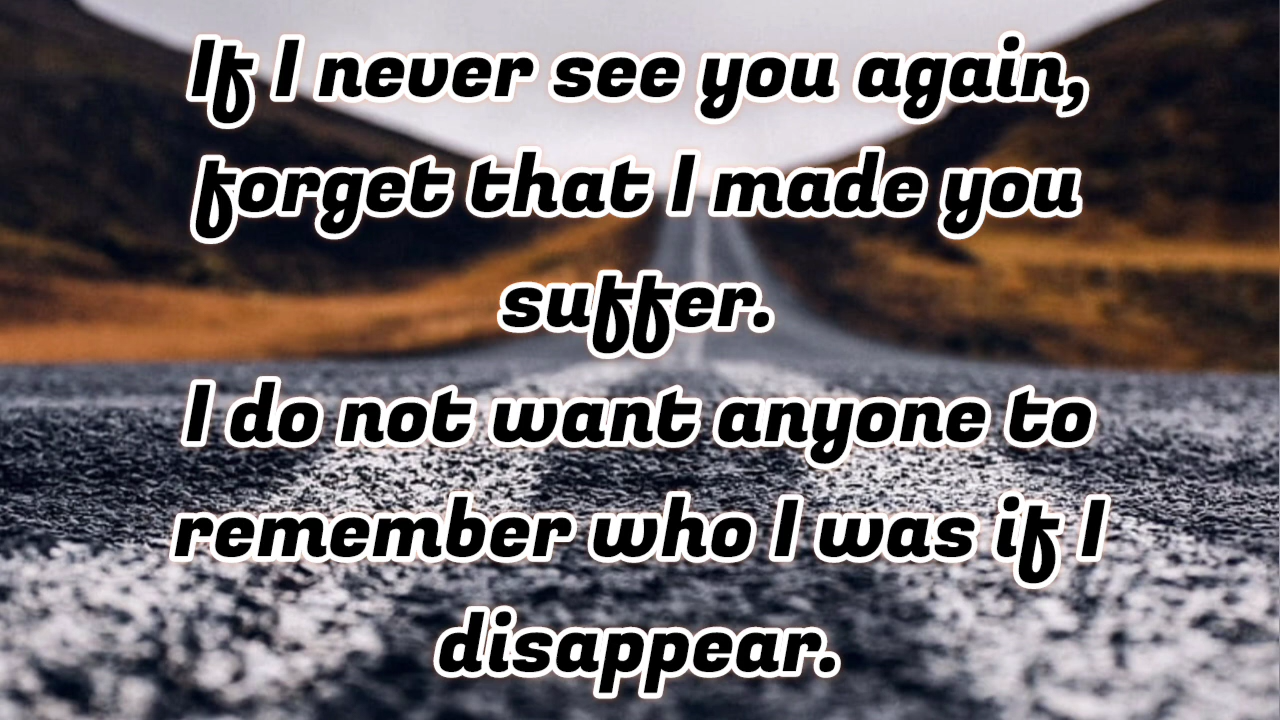 If I never see you again,
forget that I made you
suffer.
I do not want anyone to
remember who I was if I
disappear.